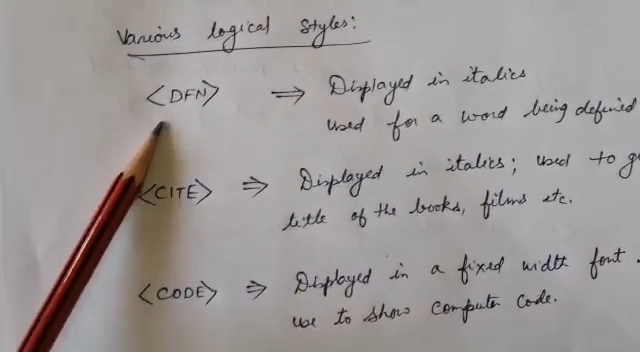 Various logical styles:
<DFN> ⇒ Displayed in italics
used for a word being defined
<CITE> ⇒ Displayed in italics; used to
title of the books, films etc.
<CODE> ⇒ Displayed in a fixed width font.
use to show computer code.